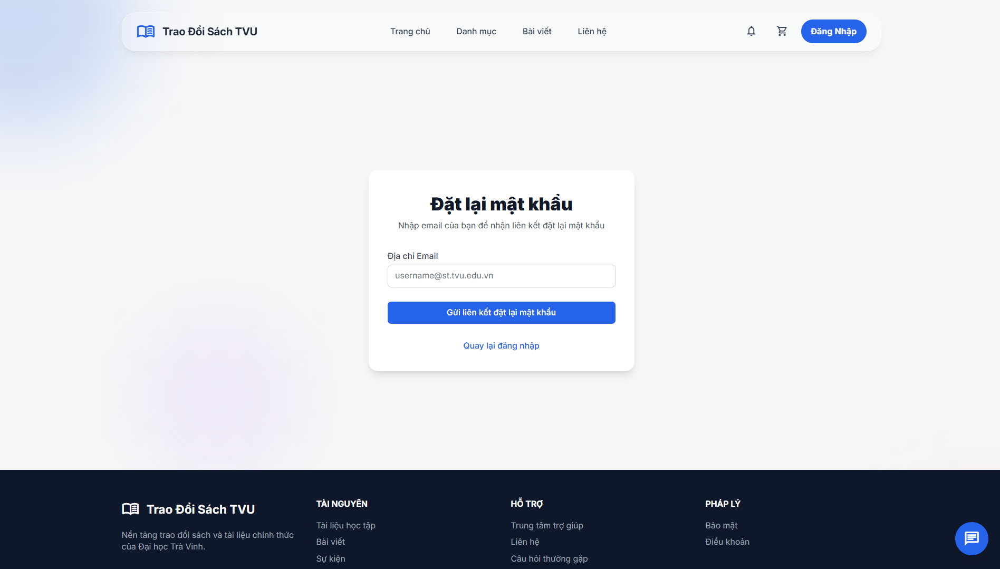 Trao Đổi Sách TVU
Trang chủ
Danh mục
Bài viết
Liên hệ
Đăng Nhập
Đặt lại mật khẩu
Nhập email của bạn để nhận liên kết đặt lại mật khẩu
Địa chỉ Email
username@st.tvu.edu.vn
Gửi liên kết đặt lại mật khẩu
Quay lại đăng nhập
Trao Đổi Sách TVU
Nền tảng trao đổi sách và tài liệu chính thức
của Đại học Trà Vinh.
TÀI NGUYÊN
Tài liệu học tập
Bài viết
Sự kiện
HỖ TRỢ
Trung tâm trợ giúp
Liên hệ
Câu hỏi thường gặp
PHÁP LÝ
Bảo mật
Điều khoản